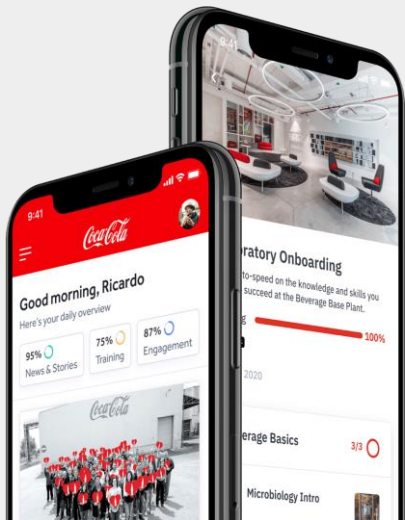 9:41
Coca-Cola
Good morning, Ricardo
Here's your daily overview
95%
News & Stories
75%
Training
87%
Engagement
Coca-Cola
9:41
ratory Onboarding
to-speed on the knowledge and skills you
succeed at the Beverage Base Plant.
g
100%
2020
erage Basics
3/3
Microbiology Intro